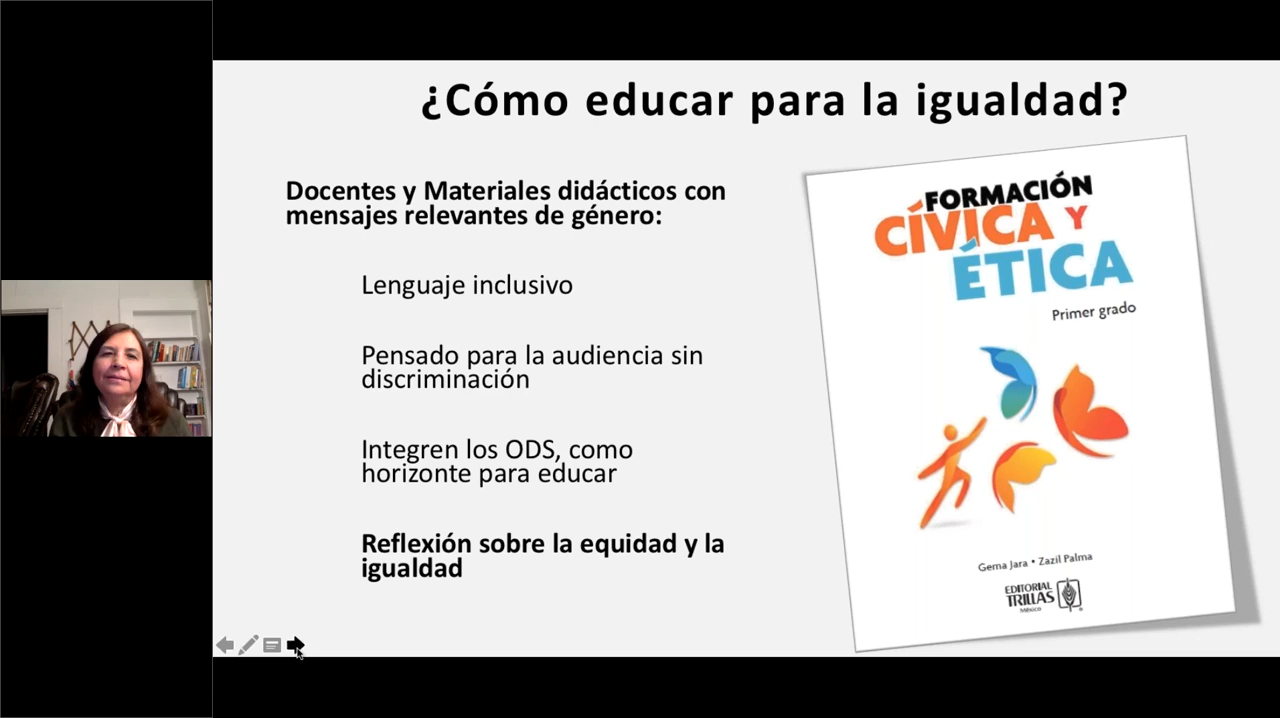 ¿Cómo educar para la igualdad?
Docentes y Materiales didácticos con
mensajes relevantes de género:
Lenguaje inclusivo
Pensado para la audiencia sin
discriminación
Integren los ODS, como
horizonte para educar
Reflexión sobre la equidad y la
igualdad
FORMACIÓN
CÍVICA Y
ÉTICA
Primer grado
Gema Jara • Zazil Palma
EDITORIAL
TRILLAS
México